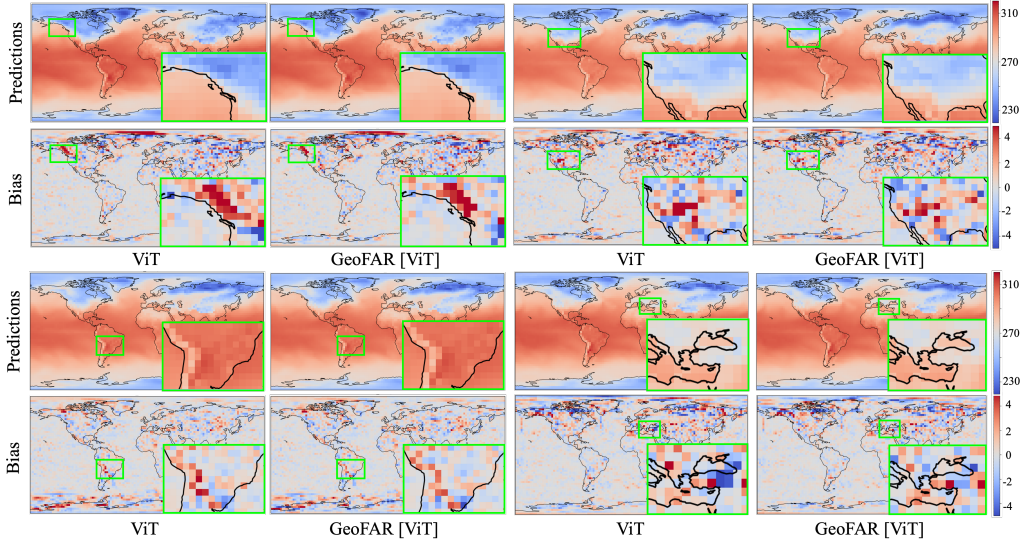 Predictions
310
270
230
Bias
4
2
0
-2
-4
ViT
GeoFAR [ViT]
ViT
GeoFAR [ViT]
Predictions
310
270
230
Bias
4
2
0
-2
-4
ViT
GeoFAR [ViT]
ViT
GeoFAR [ViT]